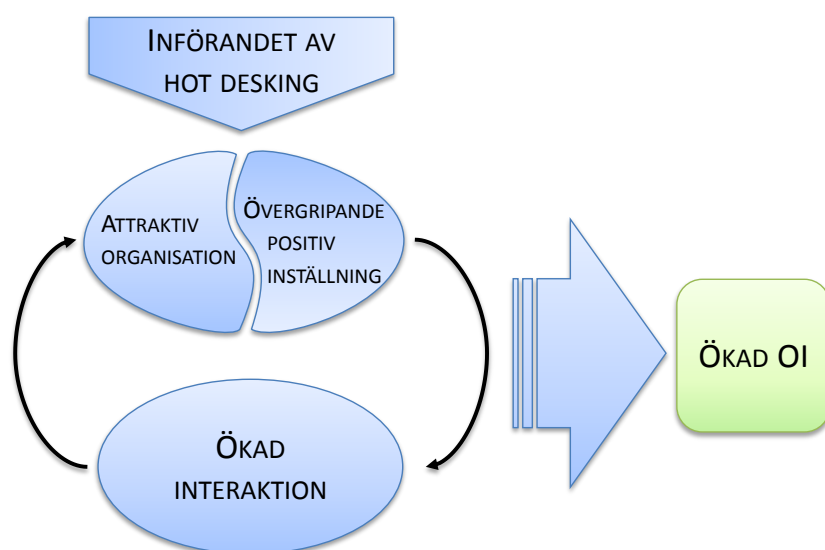 INFÖRANDET AV
HOT DESKING
ATTRAKTIV
ORGANISATION
ÖVERGRIPANDE
POSITIV
INSTÄLLNING
ÖKAD OI
ÖKAD
INTERAKTION